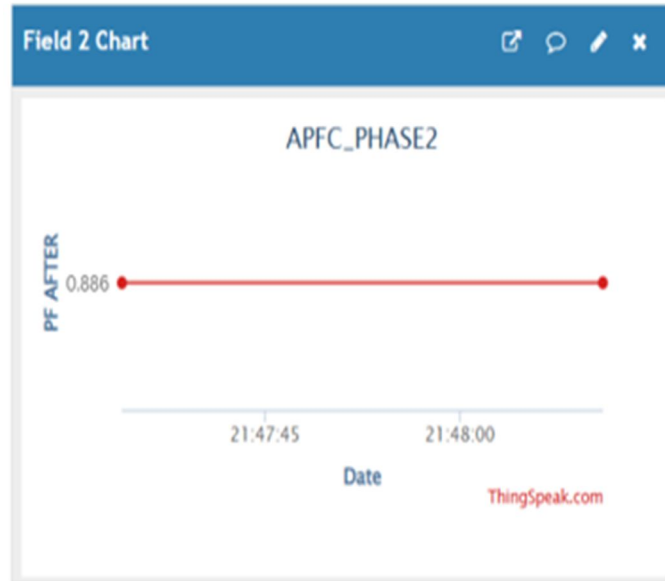 Field 2 Chart
APFC_PHASE2
PF AFTER
0.886
21:47:45 21:48:00
Date
ThingSpeak.com